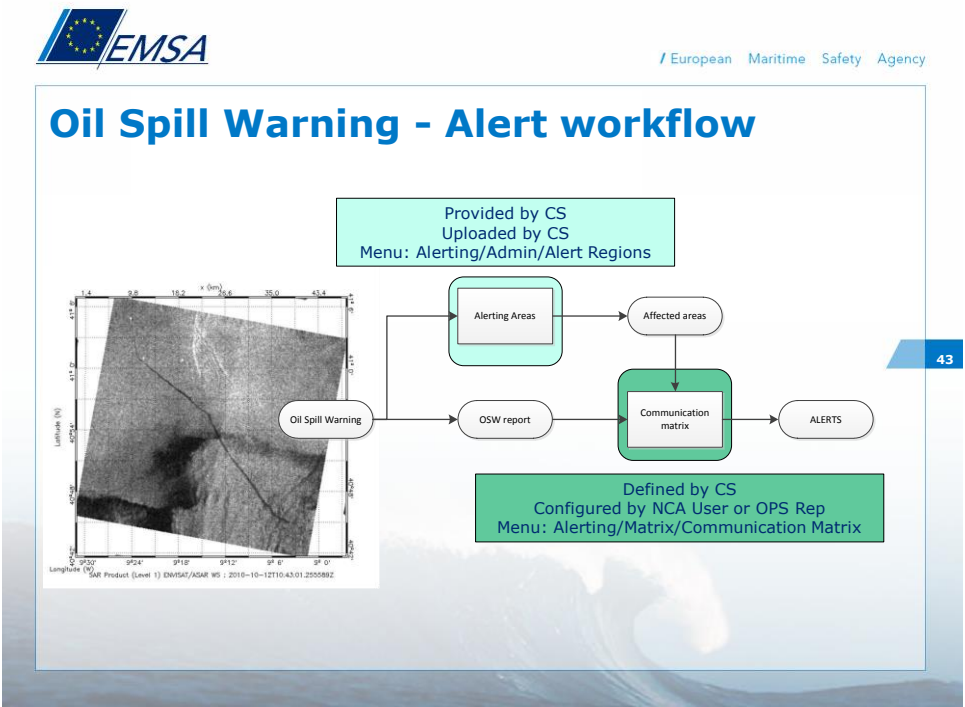 EMSA
/ European Maritime Safety Agency
Oil Spill Warning - Alert workflow
Provided by CS
Uploaded by CS
Menu: Alerting/Admin/Alert Regions
x (km)
1.4 9.8 18.2 26.6 35.0 43.4
Alerting Areas
Affected areas
43
Latitude (N)
Oil Spill Warning
OSW report
Communication
matrix
ALERTS
Defined by CS
Configured by NCA User or OPS Rep
Menu: Alerting/Matrix/Communication Matrix
9°30' 9°24' 9°18' 9°12' 9° 6' 9° 0'
Longitude (W)
SAR Product (Level 1) ENVISAT/ASAR WS : 2010-10-12T10:43:01.255589Z